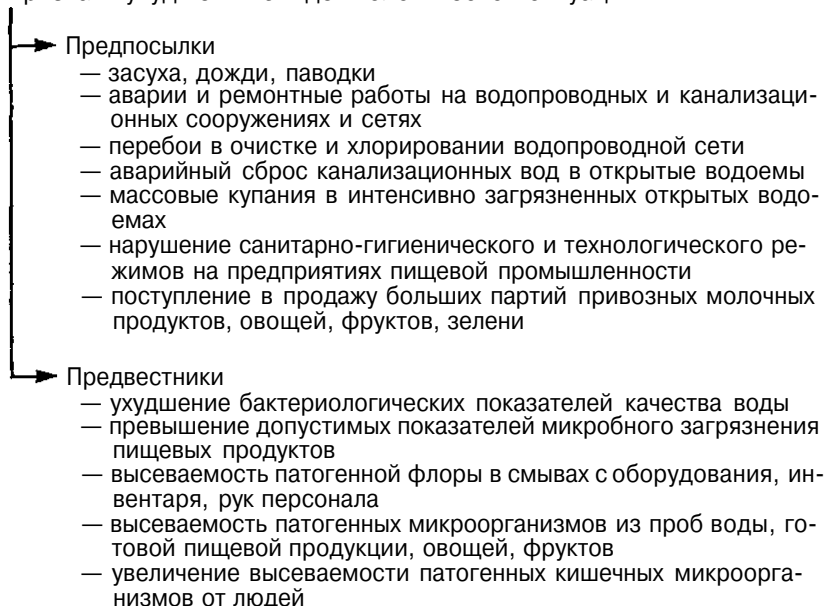 Предпосылки
— засуха, дожди, паводки
— аварии и ремонтные работы на водопроводных и канализаци-
онных сооружениях и сетях
— перебои в очистке и хлорировании водопроводной сети
— аварийный сброс канализационных вод в открытые водоемы
— массовые купания в интенсивно загрязненных открытых водо-
емах
— нарушение санитарно-гигиенического и технологического ре-
жимов на предприятиях пищевой промышленности
— поступление в продажу больших партий привозных молочных
продуктов, овощей, фруктов, зелени
Предвестники
— ухудшение бактериологических показателей качества воды
— превышение допустимых показателей микробного загрязнения
пищевых продуктов
— высеваемость патогенной флоры в смывах с оборудования, ин-
вентаря, рук персонала
— высеваемость патогенных микроорганизмов из проб воды, го-
товой пищевой продукции, овощей, фруктов
— увеличение высеваемости патогенных кишечных микроорга-
низмов от людей